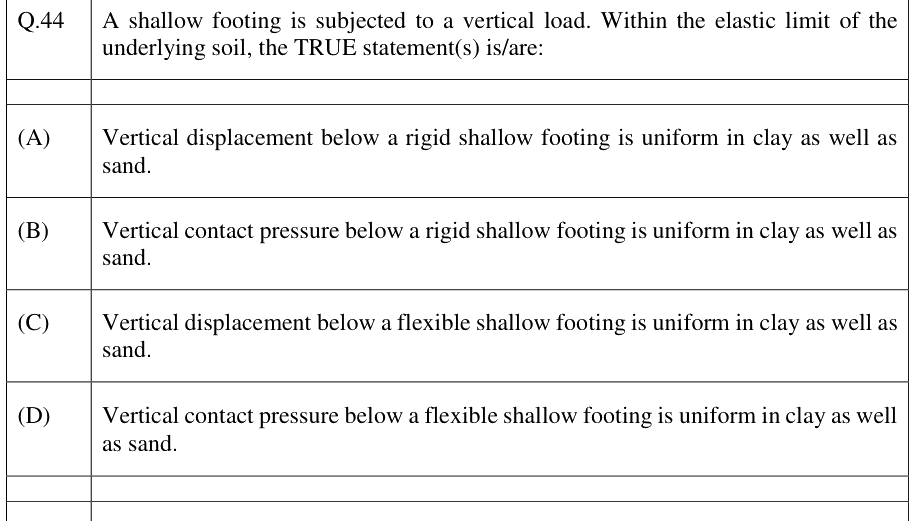 Q.44 A shallow footing is subjected to a vertical load. Within the elastic limit of the
underlying soil, the TRUE statement(s) is/are:
(A) Vertical displacement below a rigid shallow footing is uniform in clay as well as
sand.
(B) Vertical contact pressure below a rigid shallow footing is uniform in clay as well as
sand.
(C) Vertical displacement below a flexible shallow footing is uniform in clay as well as
sand.
(D) Vertical contact pressure below a flexible shallow footing is uniform in clay as well
as sand.